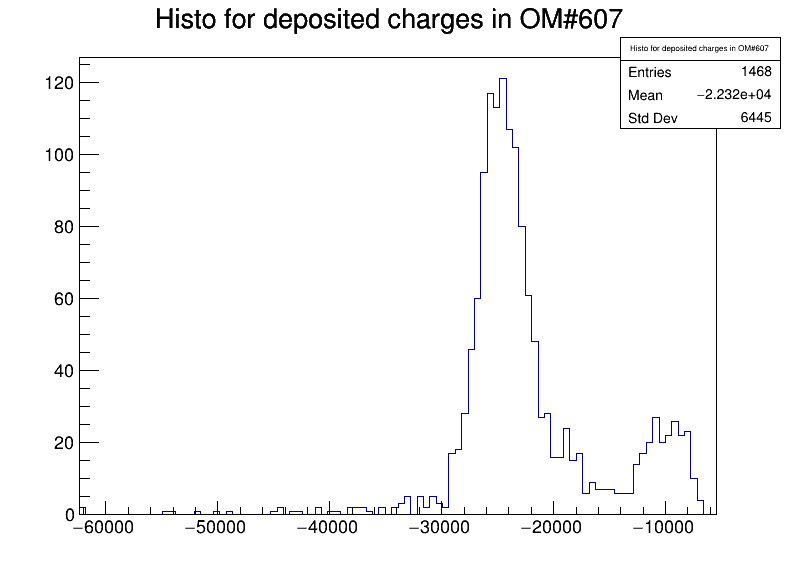 Histo for deposited charges in OM#607
Histo for deposited charges in OM#607
Entries 1468
Mean −2.232e+04
Std Dev 6445
120
100
80
60
40
20
0
−60000 −50000 −40000 −30000 −20000 −10000